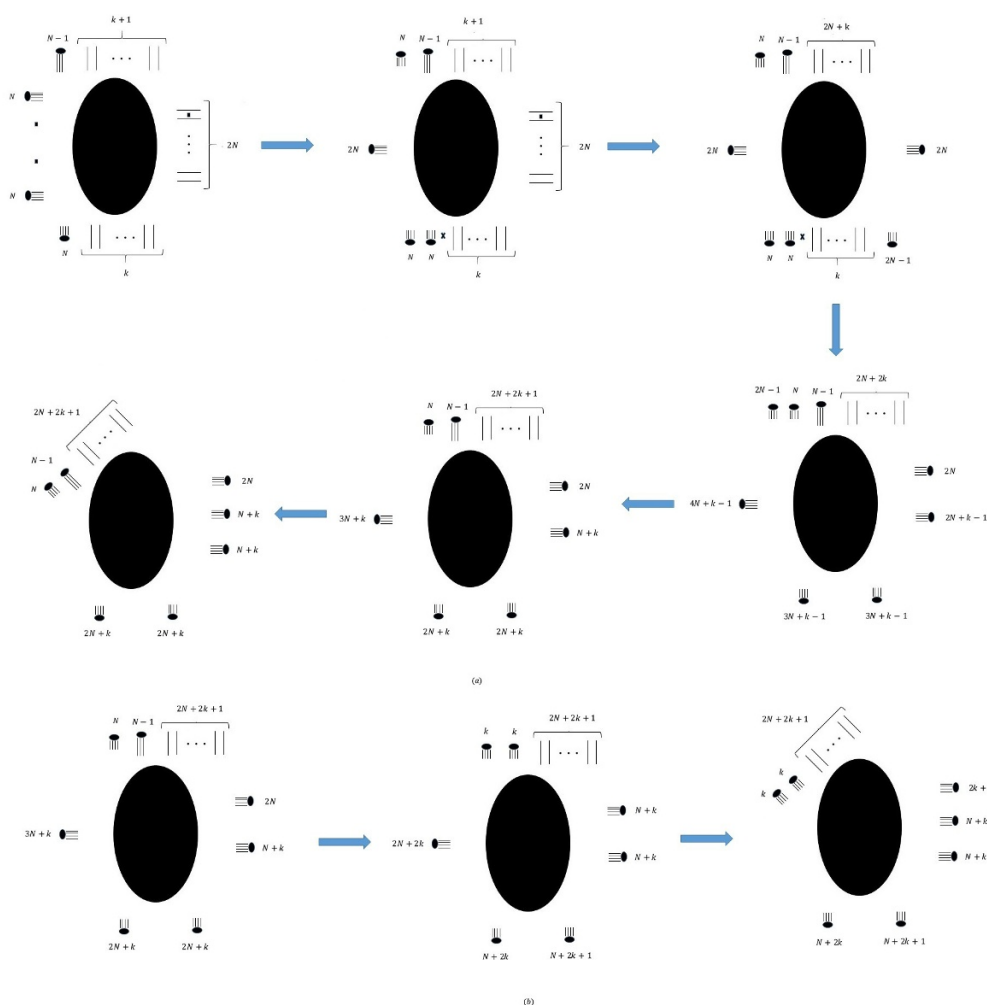 k + 1
N − 1
N
N
N
k
2N
k + 1
N
N − 1
2N
2N
N
N
k
2N + k
N
N − 1
2N
2N
N
N
k
2N − 1
2N + 2k + 1
N − 1
N
2N
N + k
N + k
2N + k
2N + k
2N + 2k + 1
N
N − 1
2N
3N + k
N + k
2N + k
2N + k
2N + 2k
2N − 1
N
N − 1
2N
4N + k − 1
2N + k − 1
3N + k − 1
3N + k − 1
(a)
2N + 2k + 1
N
N − 1
2N
3N + k
N + k
2N + k
2N + k
2N + 2k + 1
k
k
N + k
2N + 2k
N + k
N + 2k
N + 2k + 1
2N + 2k + 1
k
k
2k +
N + k
N + k
N + 2k
N + 2k + 1
(b)